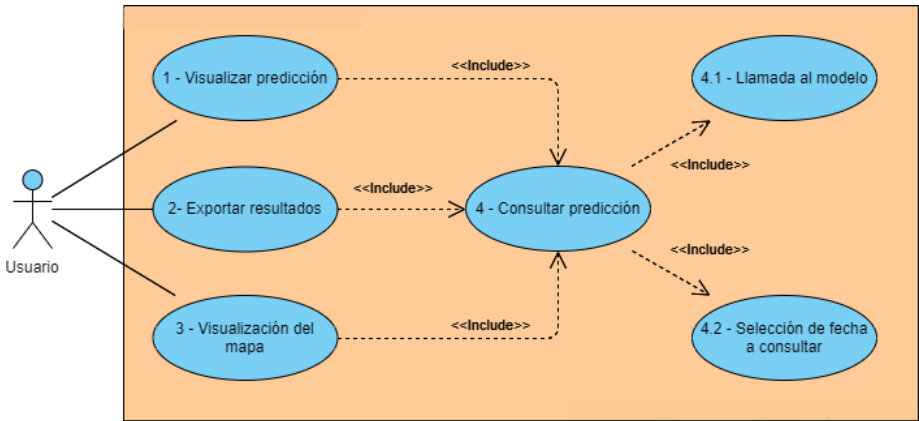 1 - Visualizar predicción
<<Include>>
4.1 - Llamada al modelo
<<Include>>
2- Exportar resultados
<<Include>>
4 - Consultar predicción
Usuario
<<Include>>
3 - Visualización del
mapa
<<Include>>
4.2 - Selección de fecha
a consultar